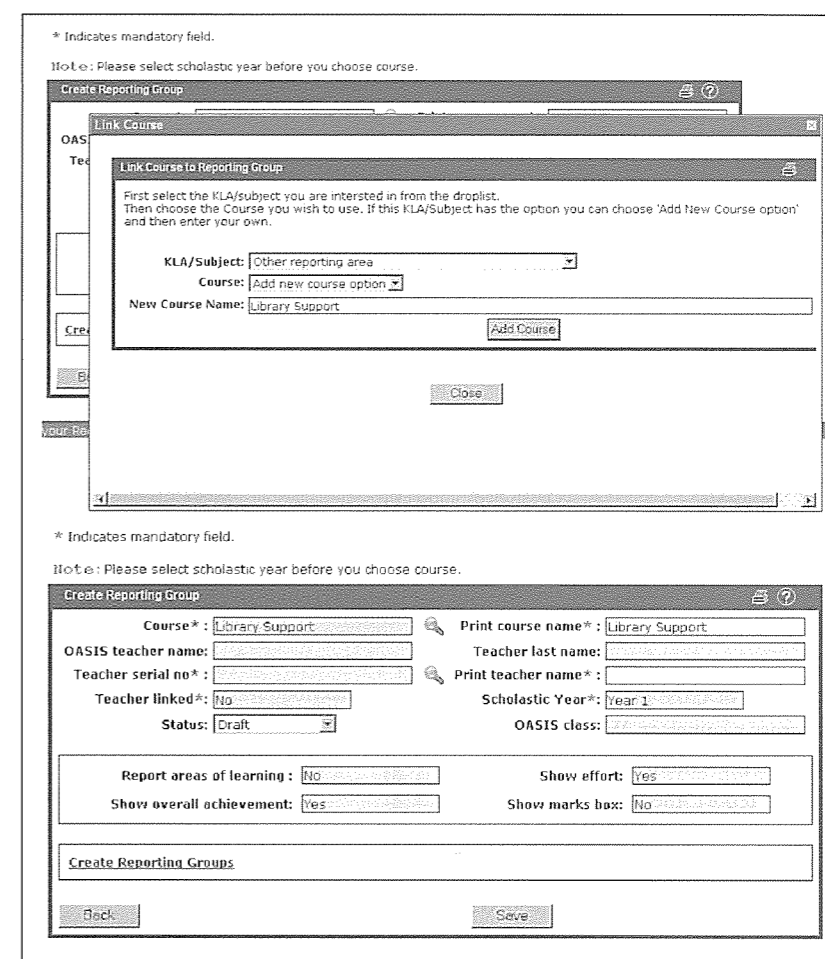 * Indicates mandatory field.
Note: Please select scholastic year before you choose course.
Create Reporting Group
Link Course
OAS
Tea
Link Course to Reporting Group
First select the KLA/subject you are intersted in from the droplist.
Then choose the Course you wish to use. If this KLA/Subject has the option you can choose 'Add New Course option'
and then enter your own.
KLA/Subject: Other reporting area
Course: Add new course option
New Course Name: Library Support
Add Course
Crea
Close
your Re
* Indicates mandatory field.
Note: Please select scholastic year before you choose course.
Create Reporting Group
Course* : Library Support Print course name* : Library Support
OASIS teacher name: Teacher last name:
Teacher serial no* : Print teacher name* :
Teacher linked*: No Scholastic Year*: Year 1
Status: Draft OASIS class:
Report areas of learning : No Show effort: Yes
Show overall achievement: Yes Show marks box: No
Create Reporting Groups
Back Save